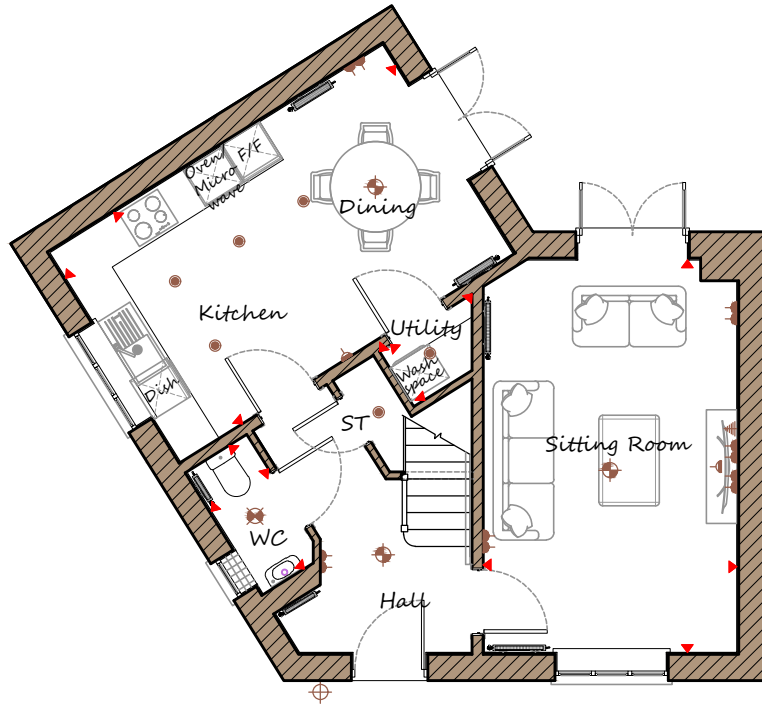 Oven/
Micro
wave
F/F
Dining
Kitchen
Utility
Wash
space
Dish
ST
Sitting Room
WC
Hall